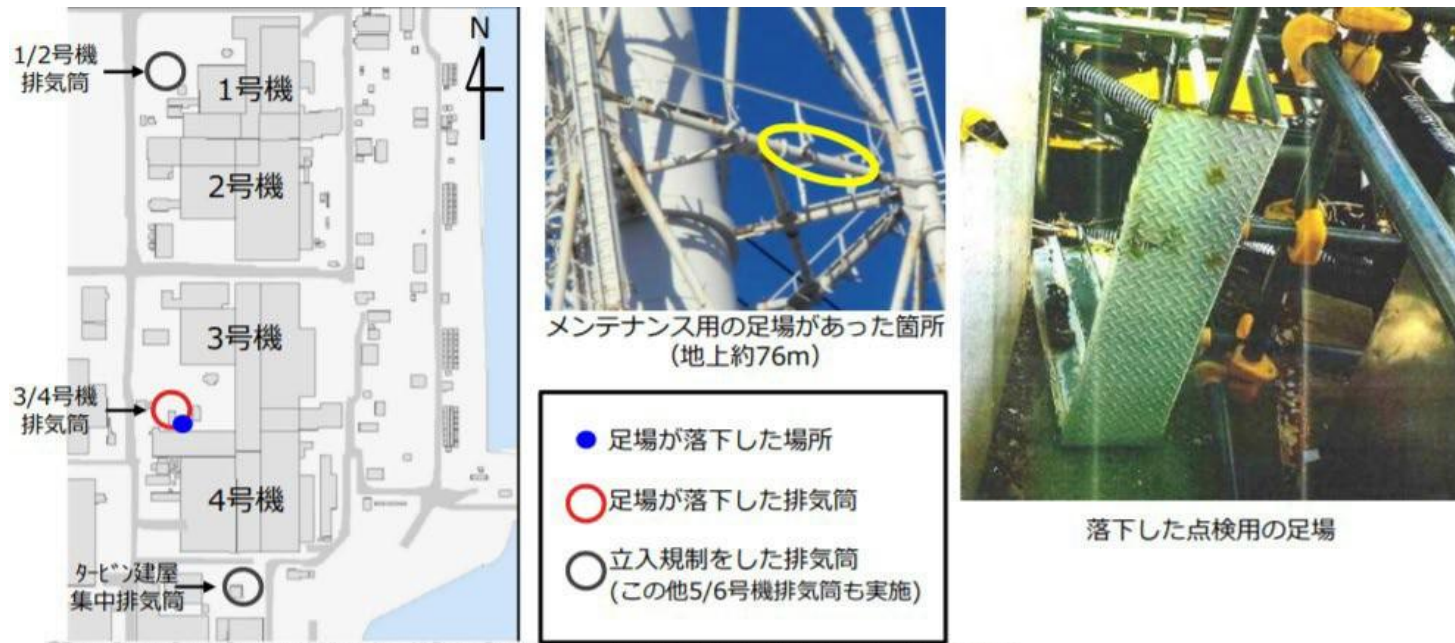 1/2号機
排気筒
N
1号機
2号機
3号機
3/4号機
排気筒
4号機
ﾀｰﾋﾞﾝ建屋
集中排気筒
メンテナンス用の足場があった箇所
（地上約76m）
足場が落下した場所
足場が落下した排気筒
立入規制をした排気筒
(この他5/6号機排気筒も実施)
落下した点検用の足場